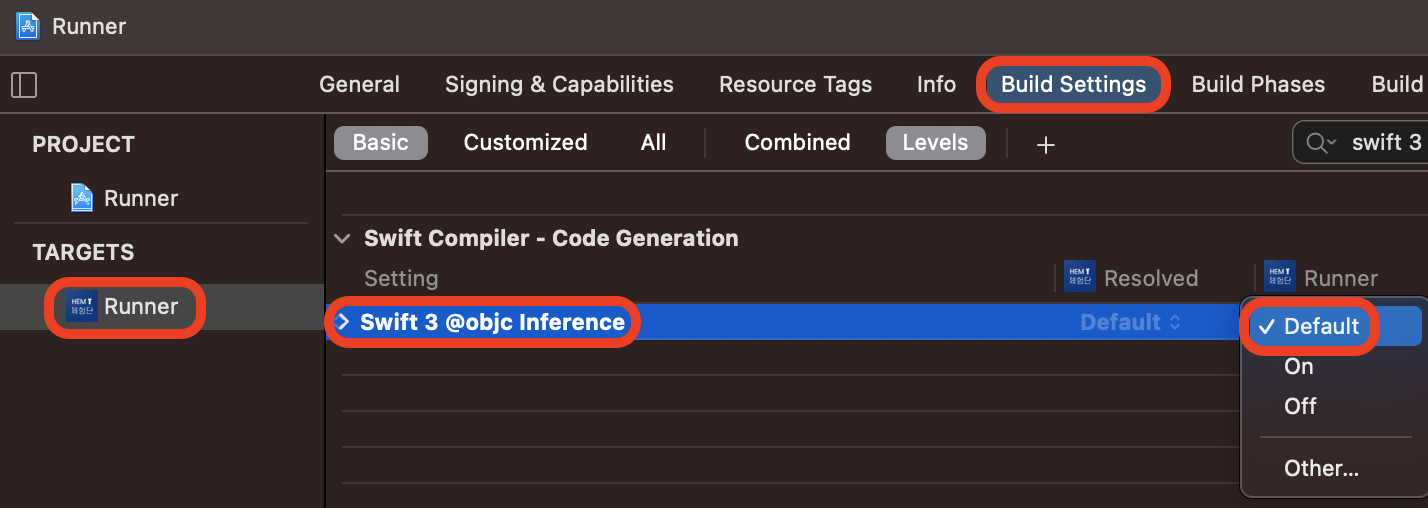 Runner
General Signing & Capabilities Resource Tags Info Build Settings Build Phases Build
PROJECT
Runner
TARGETS
HEM
체험단
Runner
Basic Customized All Combined Levels + swift 3
Swift Compiler - Code Generation
Setting
HEM
체험단
Resolved
HEM
체험단
Runner
Swift 3 @objc Inference Default
Default
On
Off
Other...